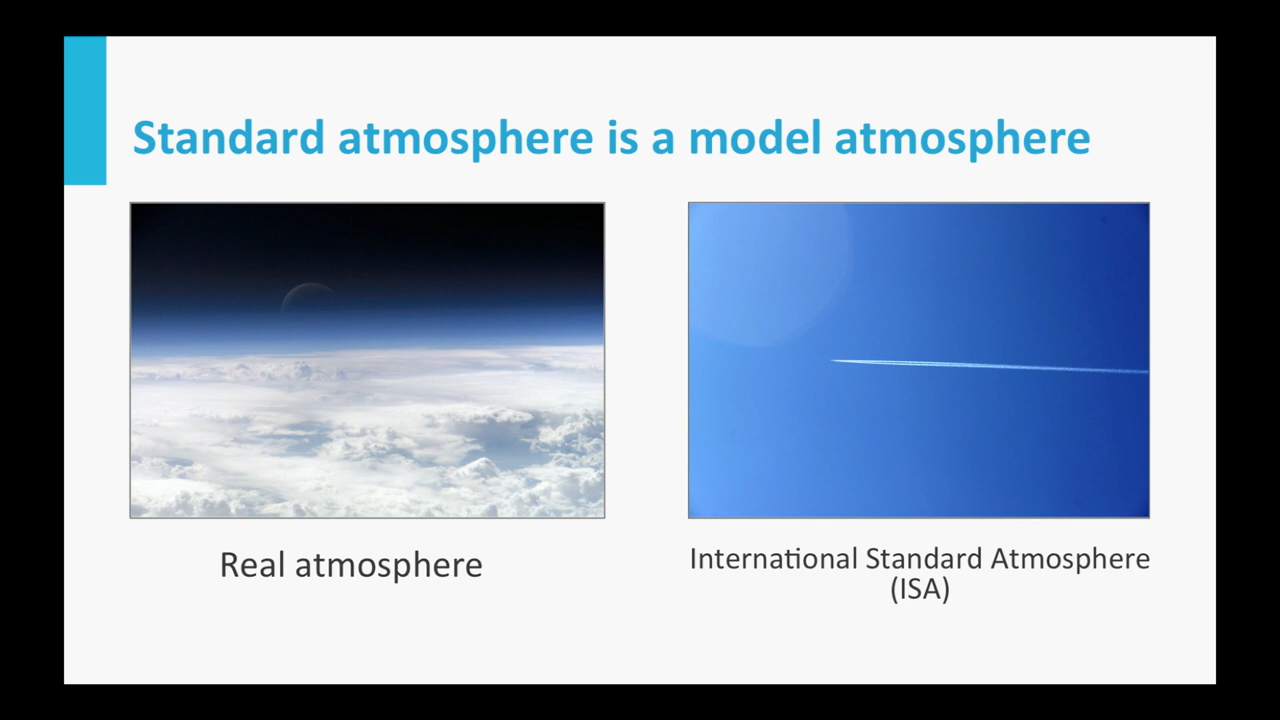 Standard atmosphere is a model atmosphere
Real atmosphere
International Standard Atmosphere
(ISA)